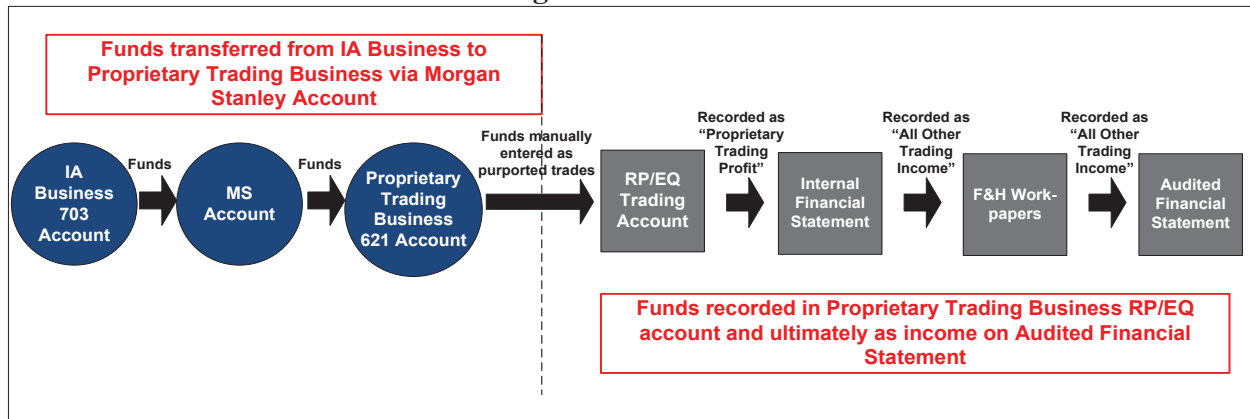 Funds transferred from IA Business to
Proprietary Trading Business via Morgan
Stanley Account
IA
Business
703
Account
Funds
MS
Account
Funds
Proprietary
Trading
Business
621 Account
Funds manually
entered as
purported trades
RP/EQ
Trading
Account
Recorded as
“Proprietary
Trading
Profit”
Internal
Financial
Statement
Recorded as
“All Other
Trading
Income”
F&H Work-
papers
Recorded as
“All Other
Trading
Income”
Audited
Financial
Statement
Funds recorded in Proprietary Trading Business RP/EQ
account and ultimately as income on Audited Financial
Statement